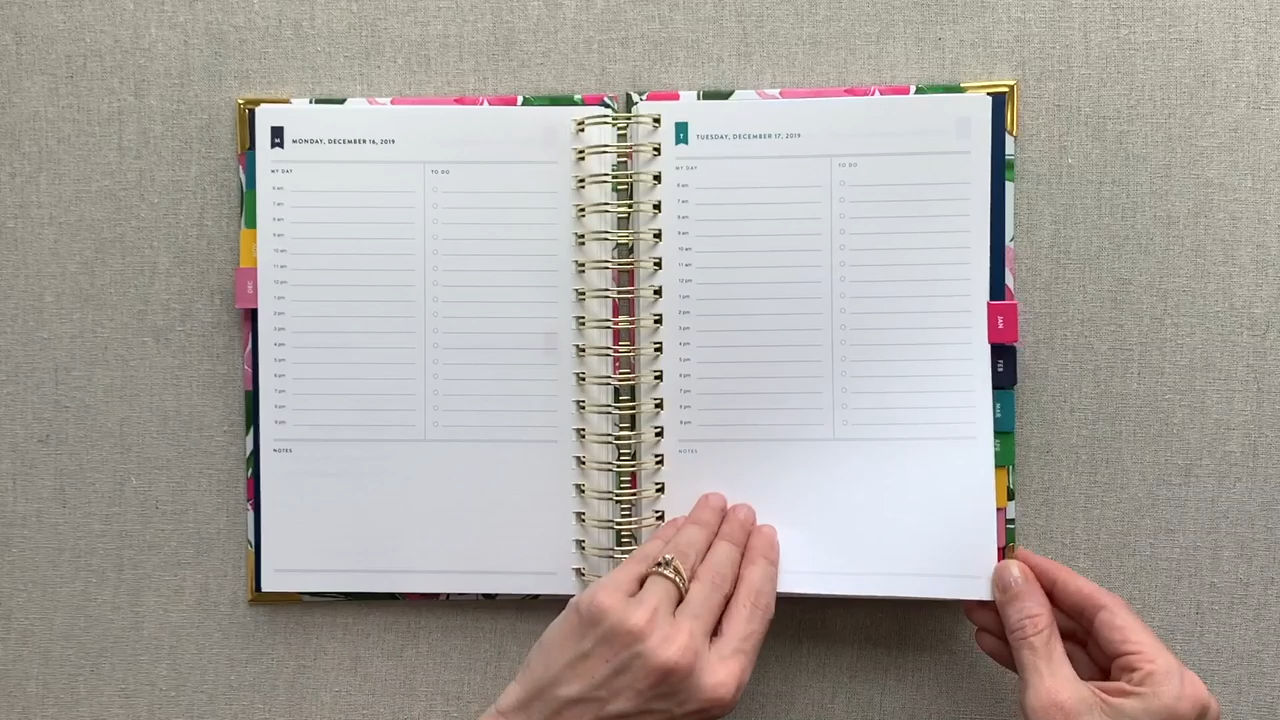 M MONDAY, DECEMBER 16, 2019
MY DAY
TO DO
6 am
7 am
8 am
9 am
10 am
11 am
12 pm
1 pm
2 pm
3 pm
4 pm
5 pm
6 pm
7 pm
8 pm
9 pm
NOTES
DEC
T TUESDAY, DECEMBER 17, 2019
MY DAY
TO DO
6 am
7 am
8 am
9 am
10 am
11 am
12 pm
1 pm
2 pm
3 pm
4 pm
5 pm
6 pm
7 pm
8 pm
9 pm
NOTES
JAN
FEB
MAR
APR